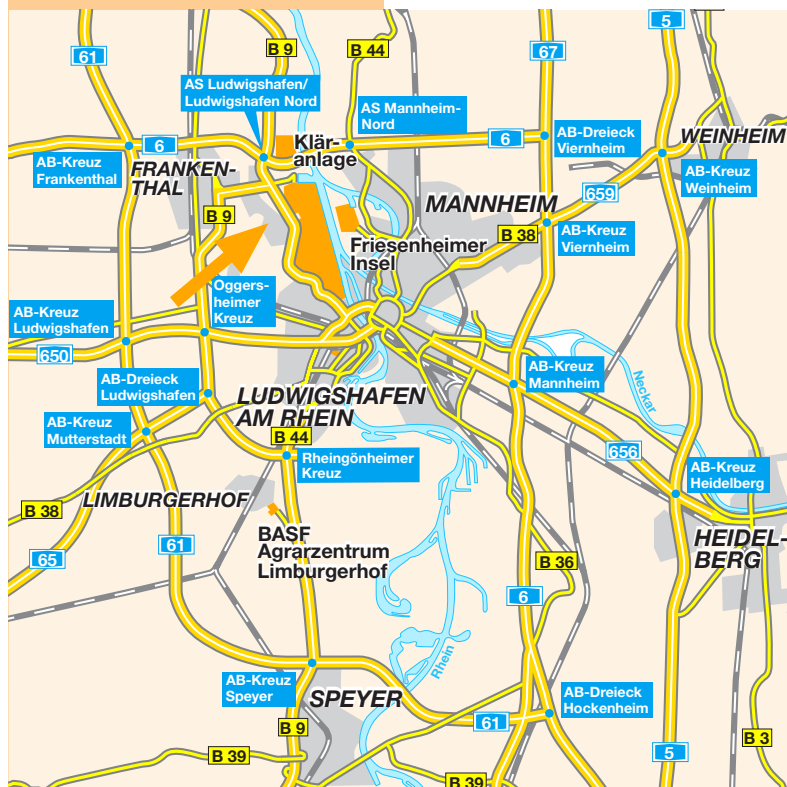 5
61
B 9
B 44
67
AS Ludwigshafen/
Ludwigshafen Nord
AS Mannheim-
Nord
6
6
Klär-
anlage
AB-Dreieck
Viernheim
WEINHEIM
AB-Kreuz
Frankenthal
FRANKEN-
THAL
AB-Kreuz
Weinheim
659
MANNHEIM
B 9
B 38
AB-Kreuz
Viernheim
Friesenheimer
Insel
Oggers-
heimer
Kreuz
AB-Kreuz
Ludwigshafen
650
AB-Dreieck
Ludwigshafen
AB-Kreuz
Mannheim
Neckar
LUDWIGSHAFEN
AM RHEIN
AB-Kreuz
Mutterstadt
B 44
656
Rheingönheimer
Kreuz
AB-Kreuz
Heidelberg
LIMBURGERHOF
B 38
BASF
Agrarzentrum
Limburgerhof
61
65
HEIDEL-
BERG
B 36
6
Rhein
AB-Kreuz
Speyer
SPEYER
AB-Dreieck
Hockenheim
61
B 9
B 3
B 39
5
B 39